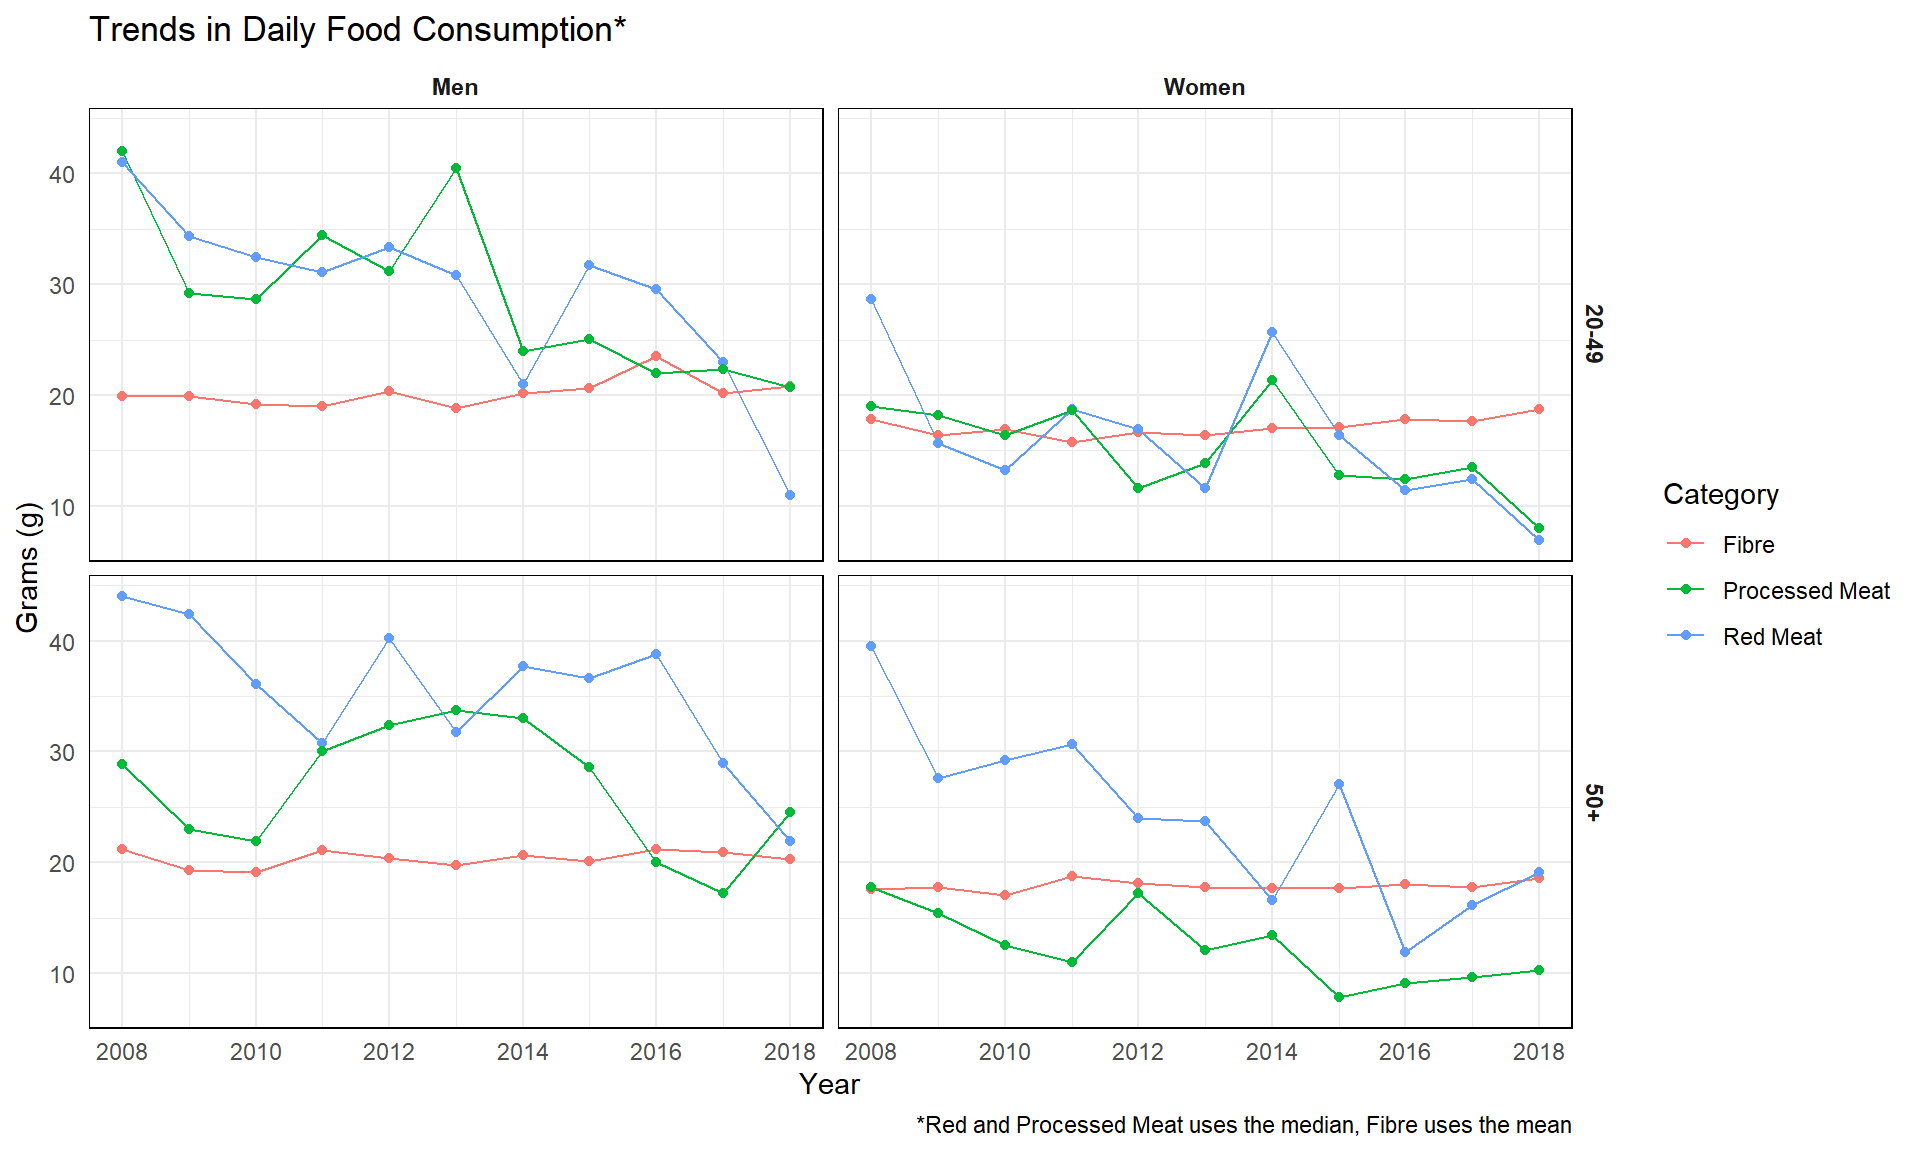 Trends in Daily Food Consumption*
Men
Women
40
30
20
10
20-49
Grams (g)
40
30
20
10
50+
2008 2010 2012 2014 2016 2018
2008 2010 2012 2014 2016 2018
Year
Category
Fibre
Processed Meat
Red Meat
*Red and Processed Meat uses the median, Fibre uses the mean